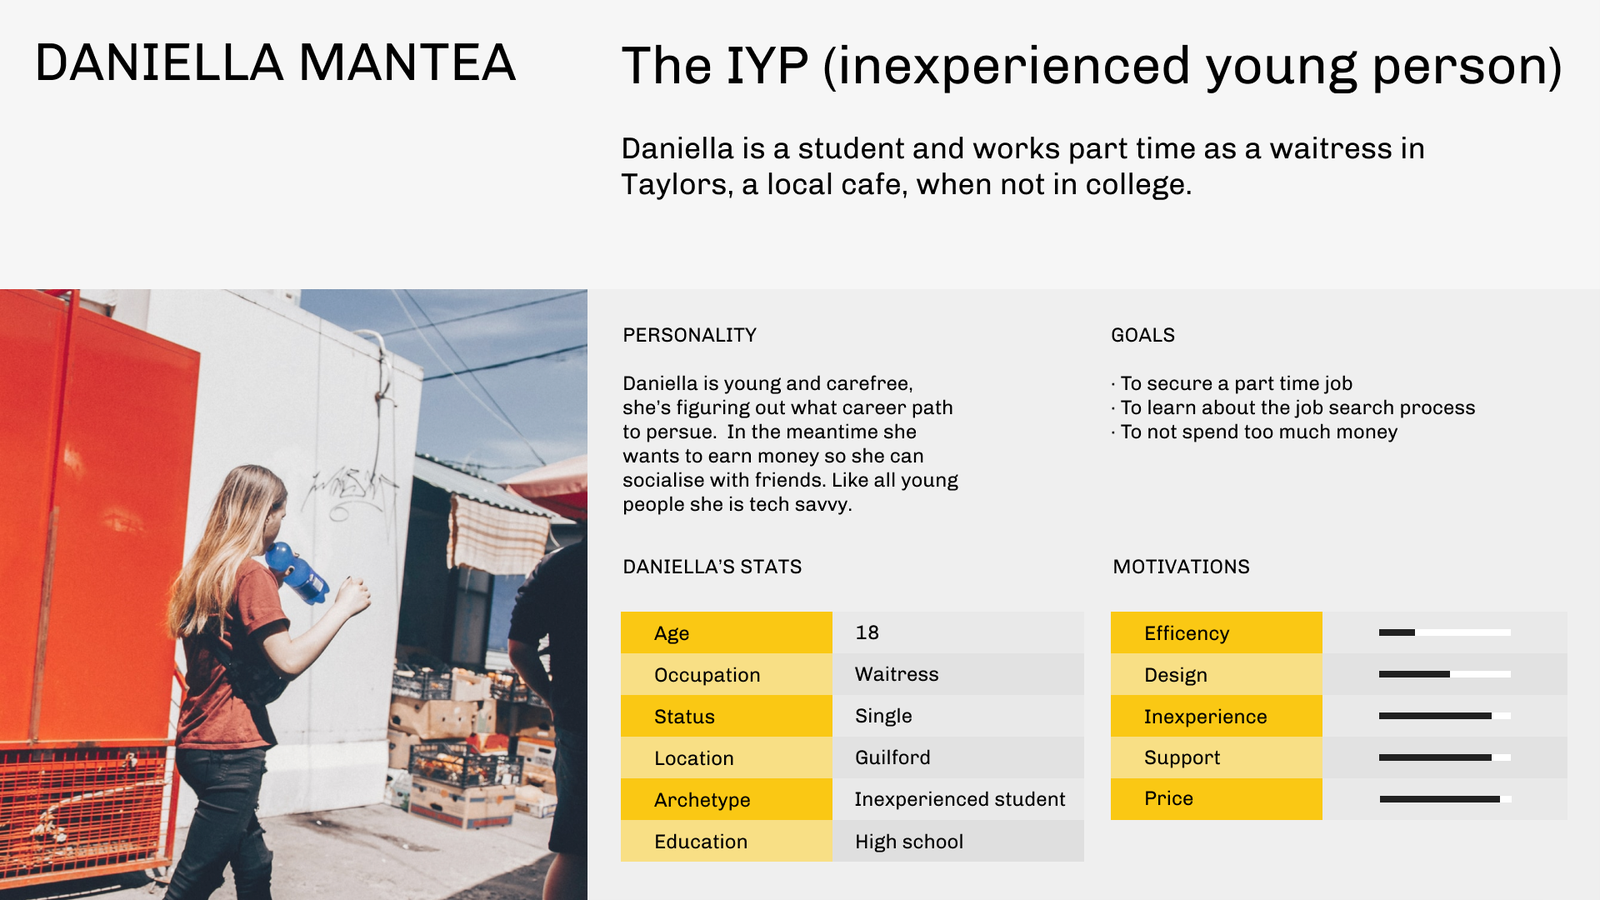 DANIELLA MANTEA
The IYP (inexperienced young person)
Daniella is a student and works part time as a waitress in
Taylors, a local cafe, when not in college.
PERSONALITY
Daniella is young and carefree,
she's figuring out what career path
to persue.  In the meantime she
wants to earn money so she can
socialise with friends. Like all young
people she is tech savvy.
GOALS
· To secure a part time job
· To learn about the job search process
· To not spend too much money
DANIELLA'S STATS
Age 18
Occupation Waitress
Status Single
Location Guilford
Archetype Inexperienced student
Education High school
MOTIVATIONS
Efficency
Design
Inexperience
Support
Price